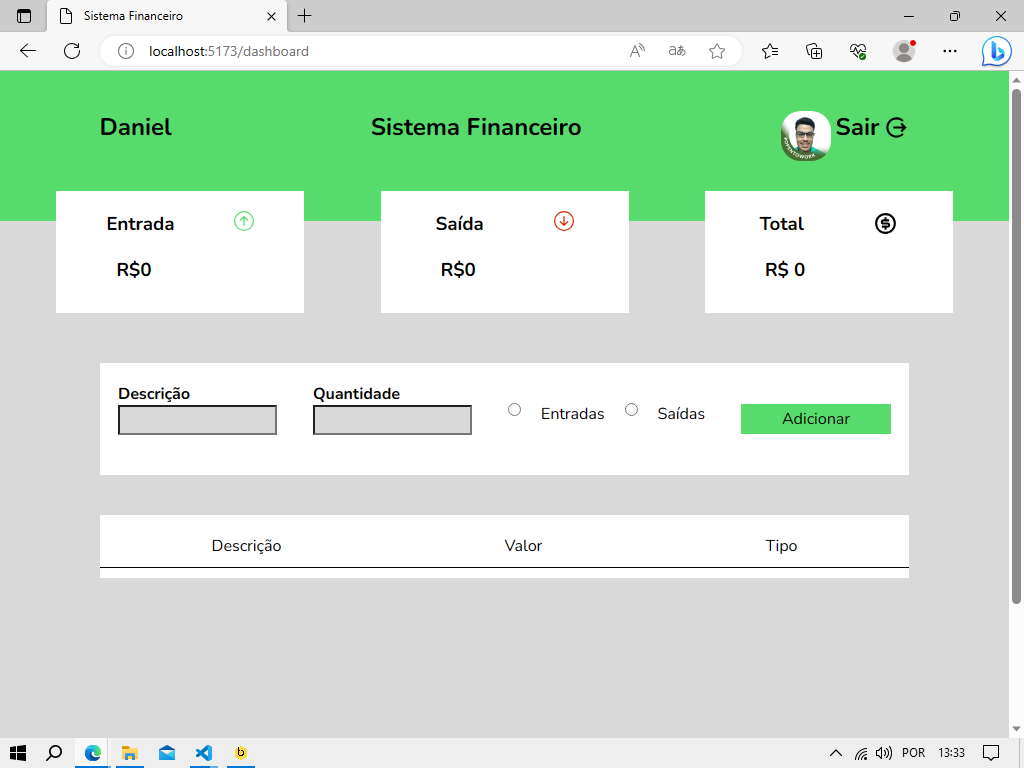 Sistema Financeiro
localhost:5173/dashboard
Daniel
Sistema Financeiro
Sair
Entrada
R$0
Saída
R$0
Total
R$ 0
Descrição
Quantidade
Entradas
Saídas
Adicionar
Descrição Valor Tipo
POR 13:33